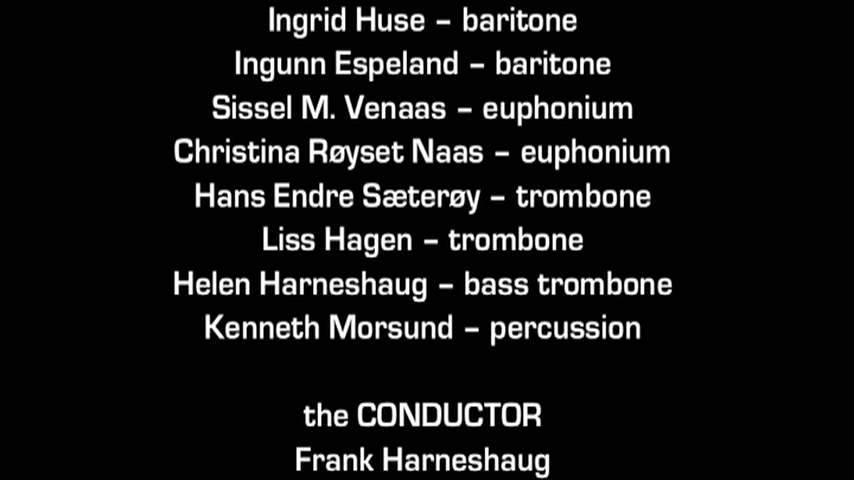 Ingrid Huse – baritone
Ingunn Espeland – baritone
Sissel M. Venaas – euphonium
Christina Røyset Naas – euphonium
Hans Endre Sæterøy – trombone
Liss Hagen – trombone
Helen Harneshaug – bass trombone
Kenneth Morsund – percussion
the CONDUCTOR
Frank Harneshaug